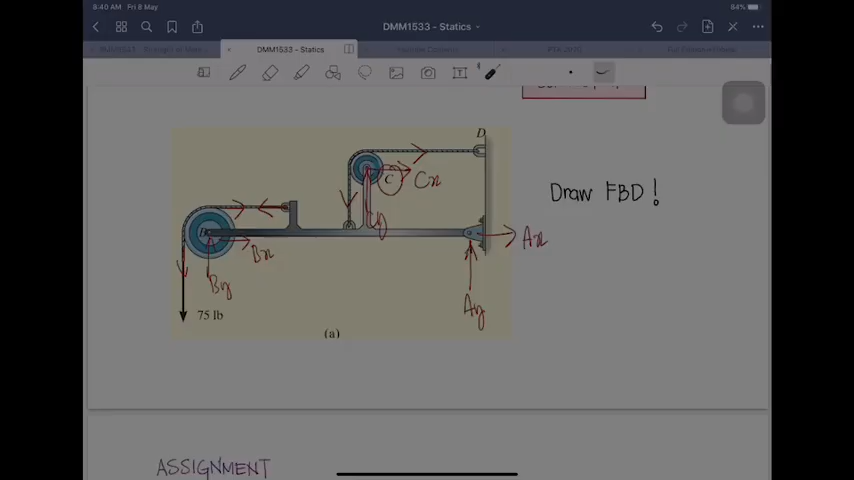 8:40 AM Fri 8 May
84%
DMM1533 - Statics
DMM1533 - Statics
D
C
Cx
Cy
Draw FBD !
B
Bx
By
Ax
Ay
75 lb
(a)
ASSIGNMENT